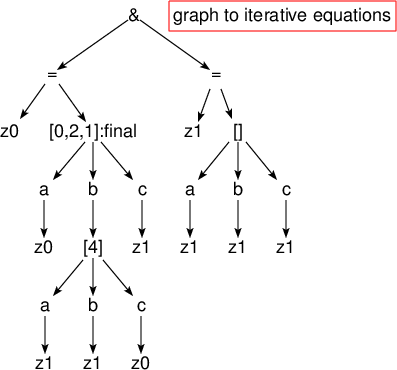 & graph to iterative equations
= =
z0 [0,2,1]:final z1 []
a b c a b c
z0 [4] z1 z1 z1 z1
a b c
z1 z1 z0